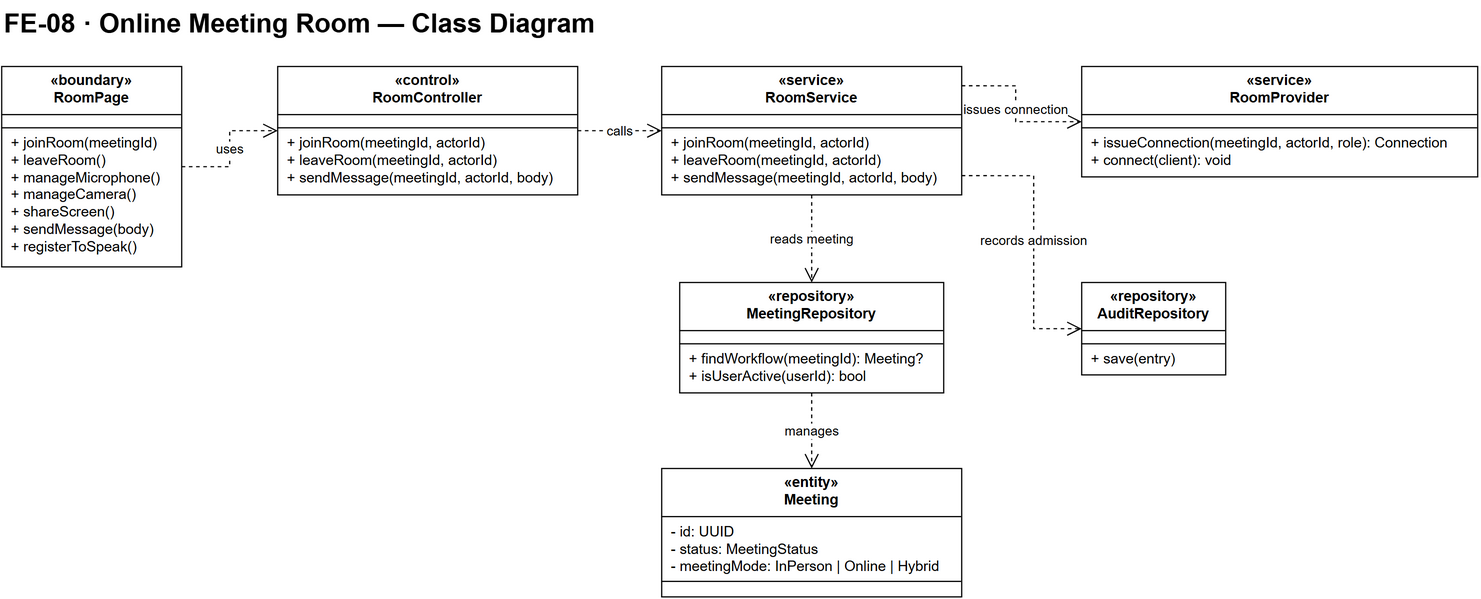 FE-08 · Online Meeting Room — Class Diagram
«boundary»
RoomPage
+ joinRoom(meetingId)
+ leaveRoom()
+ manageMicrophone()
+ manageCamera()
+ shareScreen()
+ sendMessage(body)
+ registerToSpeak()
uses
«control»
RoomController
+ joinRoom(meetingId, actorId)
+ leaveRoom(meetingId, actorId)
+ sendMessage(meetingId, actorId, body)
calls
«service»
RoomService
+ joinRoom(meetingId, actorId)
+ leaveRoom(meetingId, actorId)
+ sendMessage(meetingId, actorId, body)
issues connection
«service»
RoomProvider
+ issueConnection(meetingId, actorId, role): Connection
+ connect(client): void
reads meeting
records admission
«repository»
MeetingRepository
+ findWorkflow(meetingId): Meeting?
+ isUserActive(userId): bool
«repository»
AuditRepository
+ save(entry)
manages
«entity»
Meeting
- id: UUID
- status: MeetingStatus
- meetingMode: InPerson | Online | Hybrid